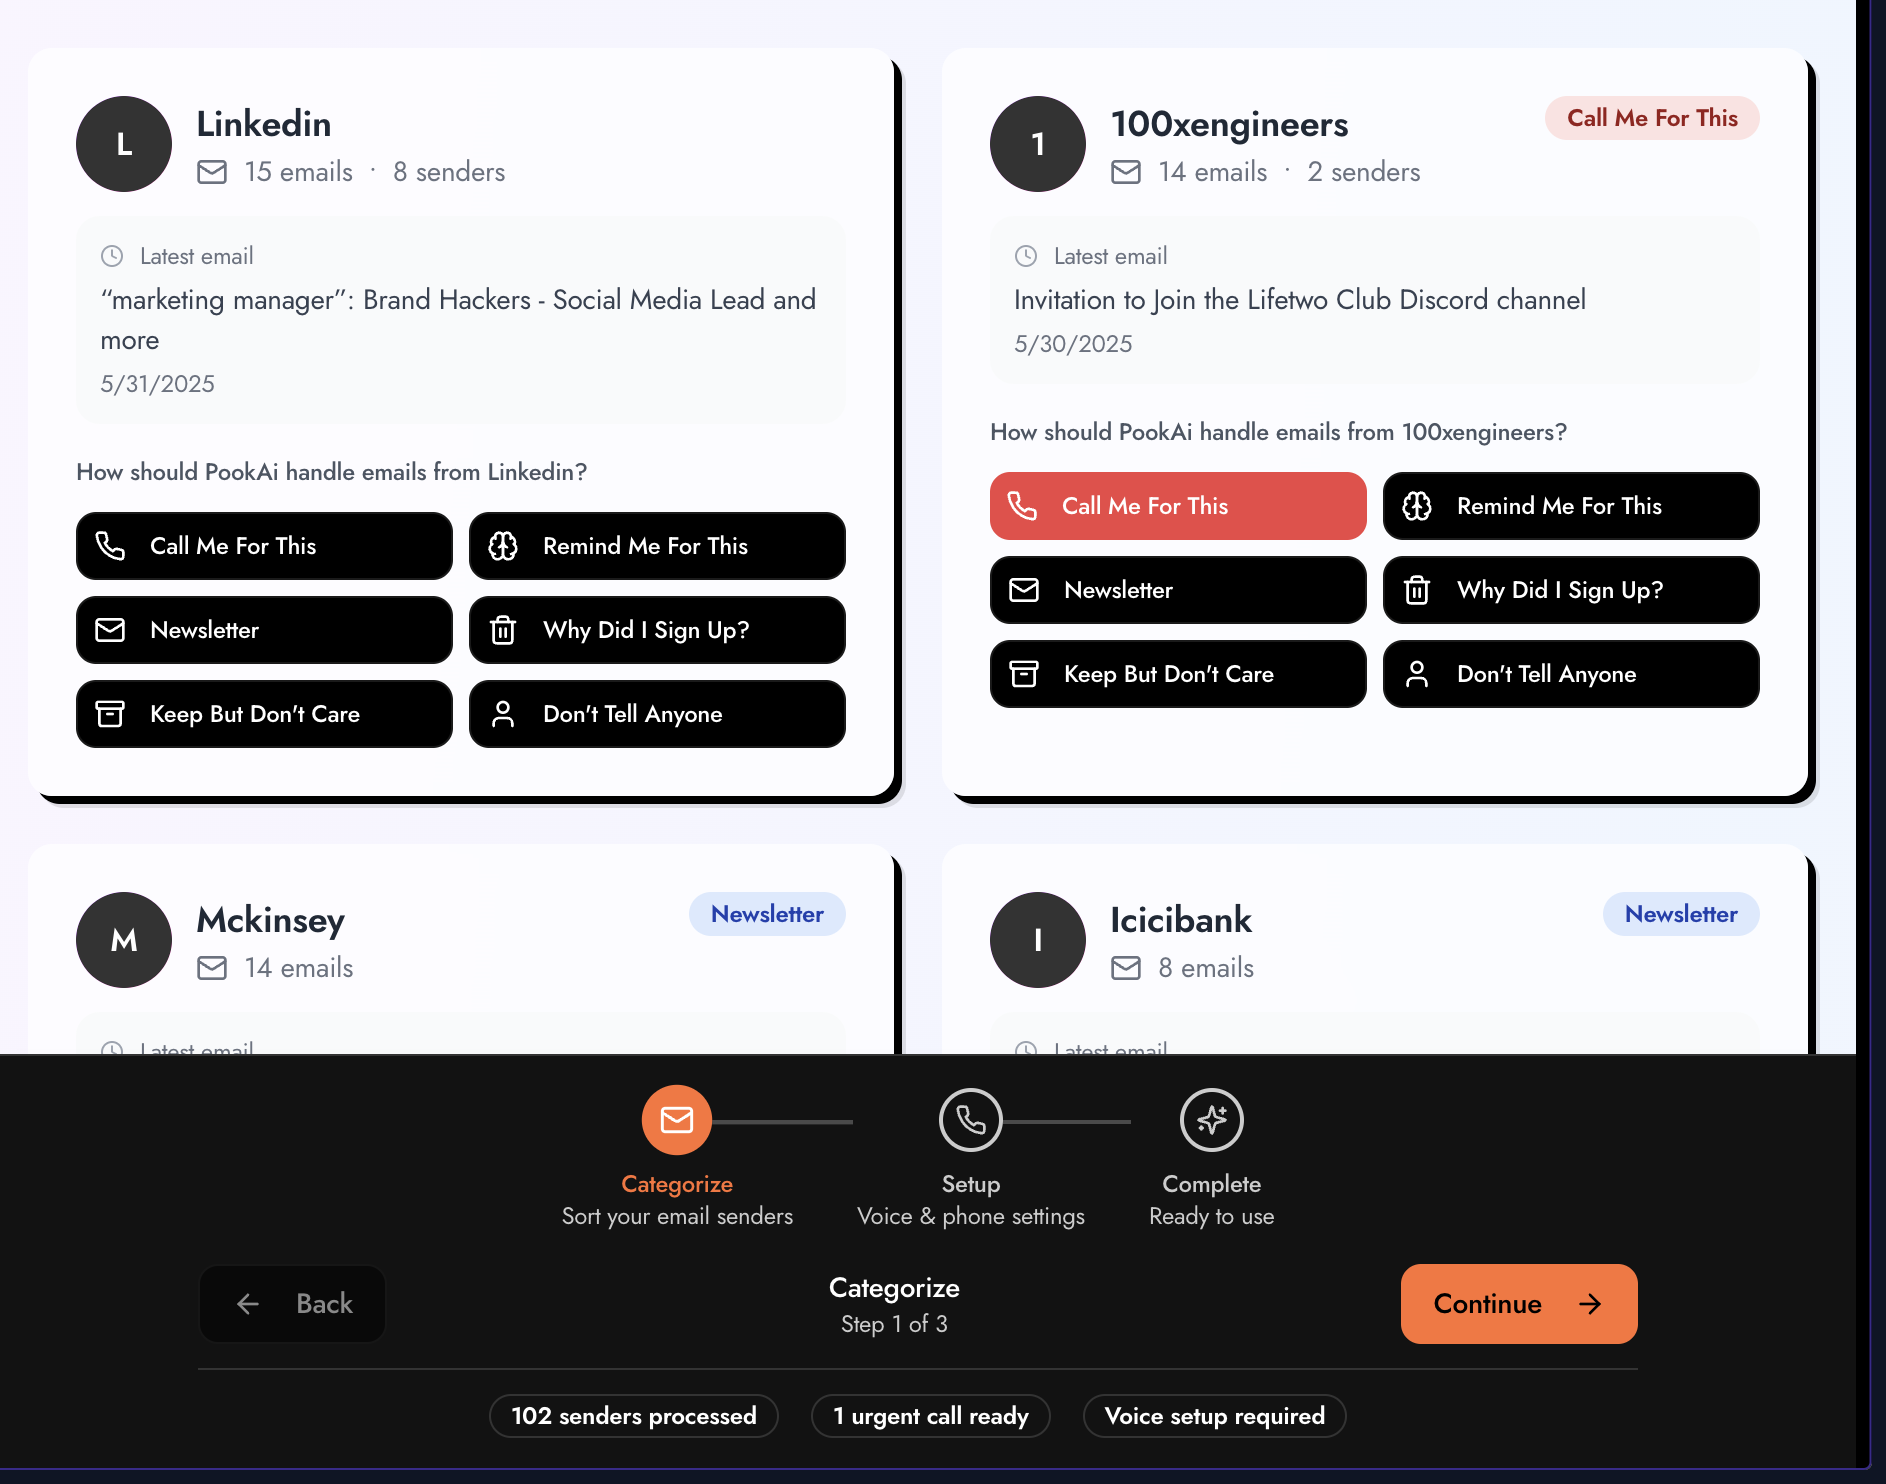 L
Linkedin
15 emails · 8 senders
Latest email
“marketing manager”: Brand Hackers - Social Media Lead and
more
5/31/2025
How should PookAi handle emails from Linkedin?
Call Me For This
Remind Me For This
Newsletter
Why Did I Sign Up?
Keep But Don't Care
Don't Tell Anyone
1
100xengineers
Call Me For This
14 emails · 2 senders
Latest email
Invitation to Join the Lifetwo Club Discord channel
5/30/2025
How should PookAi handle emails from 100xengineers?
Call Me For This
Remind Me For This
Newsletter
Why Did I Sign Up?
Keep But Don't Care
Don't Tell Anyone
M
Mckinsey
Newsletter
14 emails
Latest email
I
Icicibank
Newsletter
8 emails
Latest email
Categorize
Sort your email senders
Setup
Voice & phone settings
Complete
Ready to use
Back
Categorize
Step 1 of 3
Continue
102 senders processed
1 urgent call ready
Voice setup required